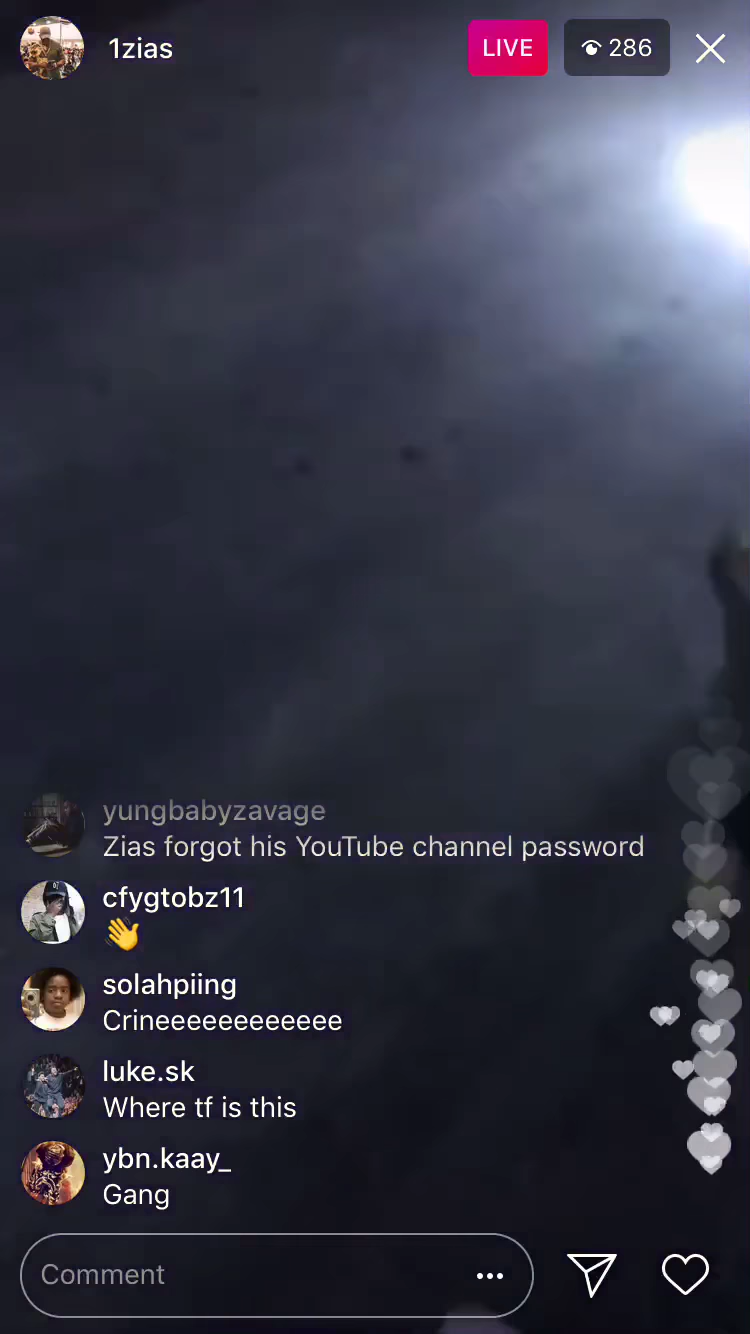 1zias
LIVE
286
yungbabyzavage
Zias forgot his YouTube channel password
cfygtobz11
👋
solahpiing
Crineeeeeeeeeeee
luke.sk
Where tf is this
ybn.kaay_
Gang
Comment